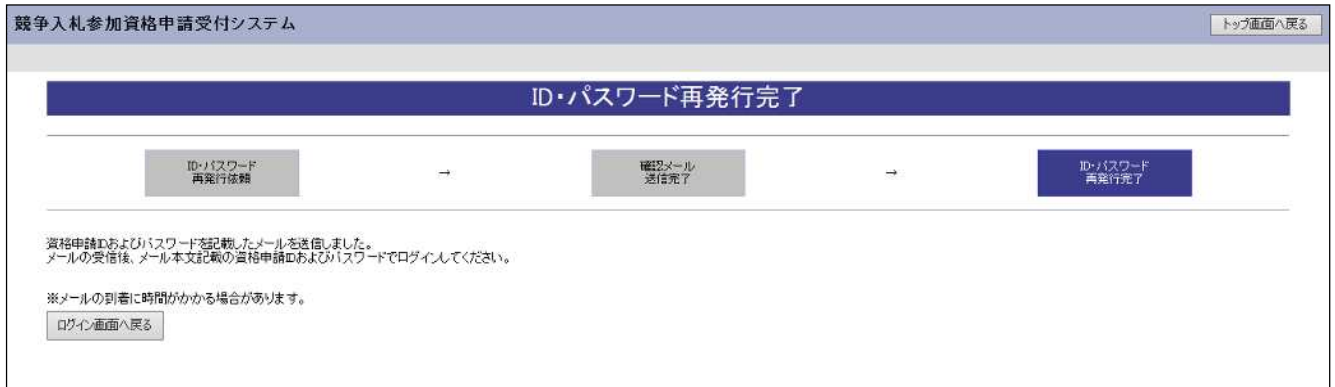 競争入札参加資格申請受付システム
トップ画面へ戻る
ID・パスワード再発行完了
ID・パスワード
再発行依頼
→
確認メール
送信完了
→
ID・パスワード
再発行完了
資格申請IDおよびパスワードを記載したメールを送信しました。
メールの受信後、メール本文記載の資格申請IDおよびパスワードでログインしてください。
※メールの到着に時間がかかる場合があります。
ログイン画面へ戻る